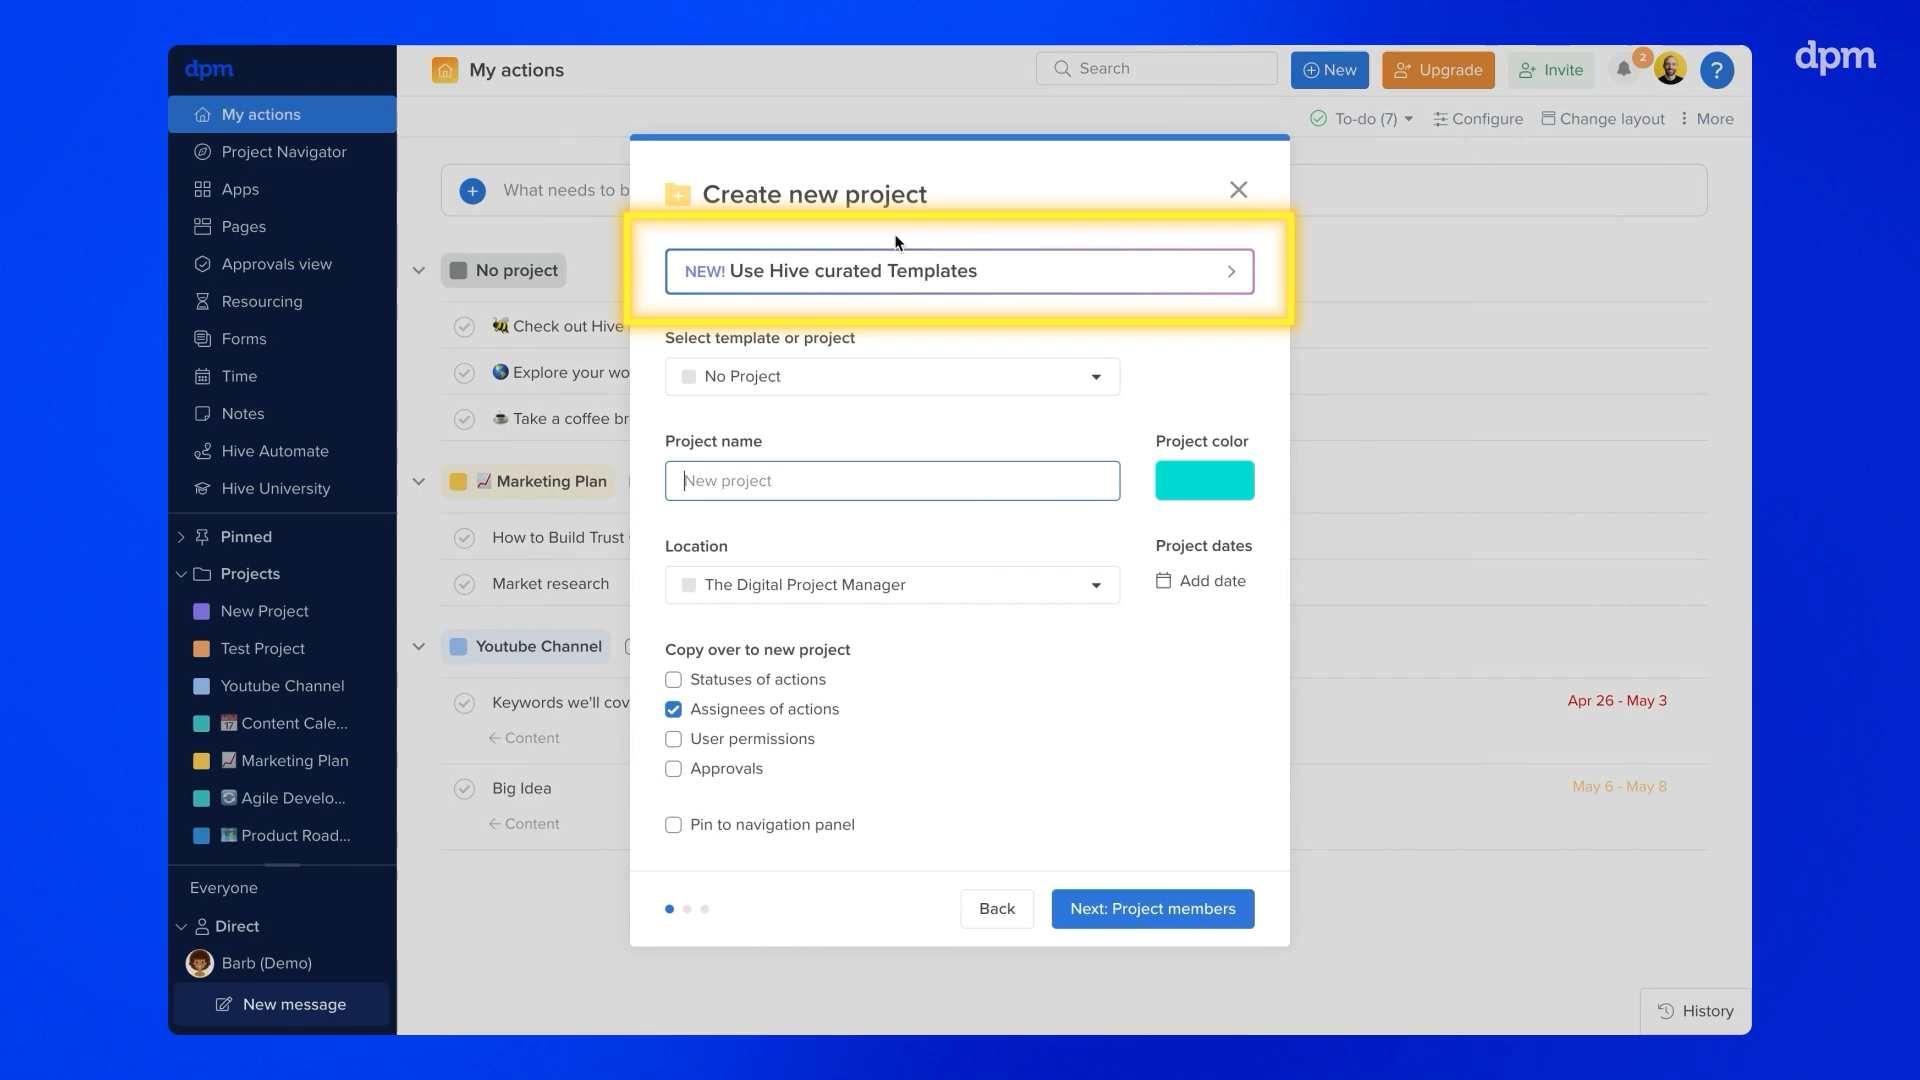 dpm
dpm
My actions
Search
New
Upgrade
Invite
2
?
My actions
Project Navigator
Apps
Pages
Approvals view
Resourcing
Forms
Time
Notes
Hive Automate
Hive University
Pinned
Projects
New Project
Test Project
Youtube Channel
Content Cale...
Marketing Plan
Agile Develo...
Product Road...
Everyone
Direct
Barb (Demo)
New message
To-do (7)
Configure
Change layout
More
What needs to b
No project
Check out Hive
Explore your wo
Take a coffee br
Marketing Plan
How to Build Trust
Market research
Youtube Channel
Keywords we'll cov
Apr 26 - May 3
Content
Big Idea
May 6 - May 8
Content
Create new project
NEW! Use Hive curated Templates
Select template or project
No Project
Project name
Project color
New project
Location
Project dates
The Digital Project Manager
Add date
Copy over to new project
Statuses of actions
Assignees of actions
User permissions
Approvals
Pin to navigation panel
Back
Next: Project members
History